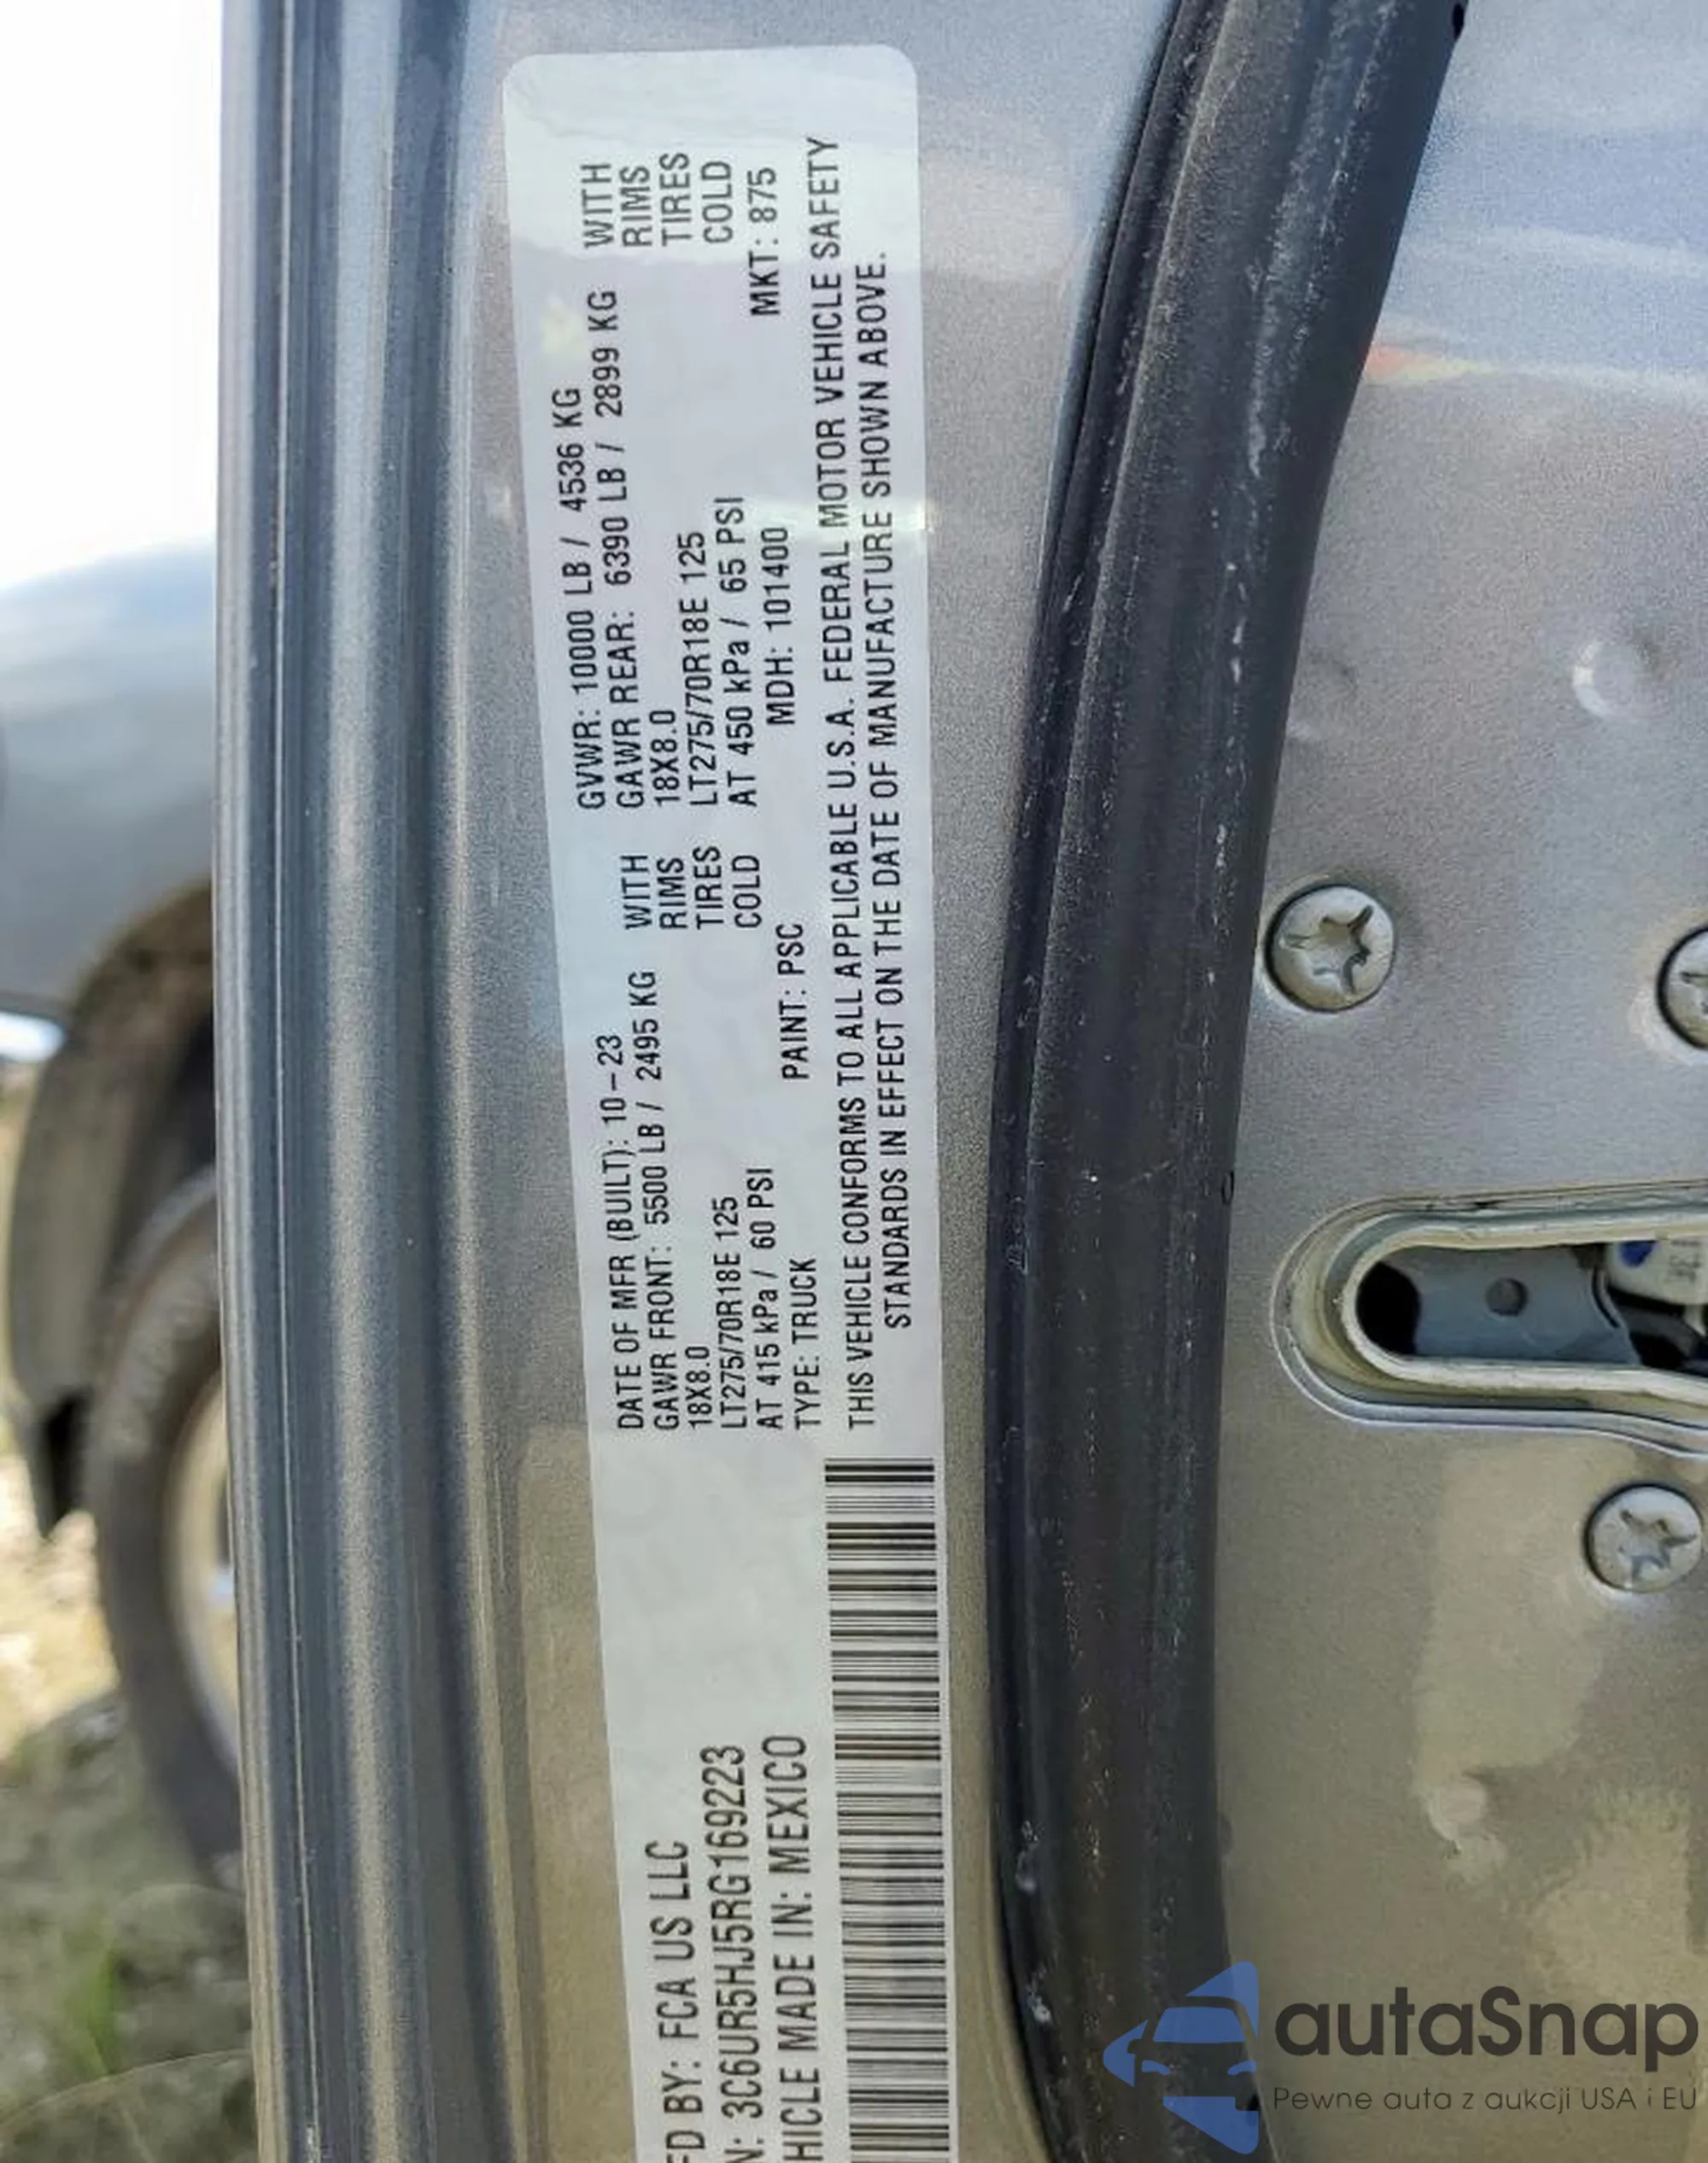 FD BY: FCA US LLC
N: 3C6UR5HJ5RG169223
HICLE MADE IN: MEXICO
DATE OF MFR (BUILT): 10-23
GVWR: 10000 LB / 4536 KG
GAWR FRONT: 5500 LB / 2495 KG WITH
18X8.0 RIMS
LT275/70R18E 125 TIRES
AT 415 kPa / 60 PSI COLD
GAWR REAR: 6390 LB / 2899 KG WITH
18X8.0 RIMS
LT275/70R18E 125 TIRES
AT 450 kPa / 65 PSI COLD
TYPE: TRUCK PAINT: PSC MDH: 101400 MKT: 875
THIS VEHICLE CONFORMS TO ALL APPLICABLE U.S.A. FEDERAL MOTOR VEHICLE SAFETY
STANDARDS IN EFFECT ON THE DATE OF MANUFACTURE SHOWN ABOVE.
autaSnap
Pewne auta z aukcji USA i EU